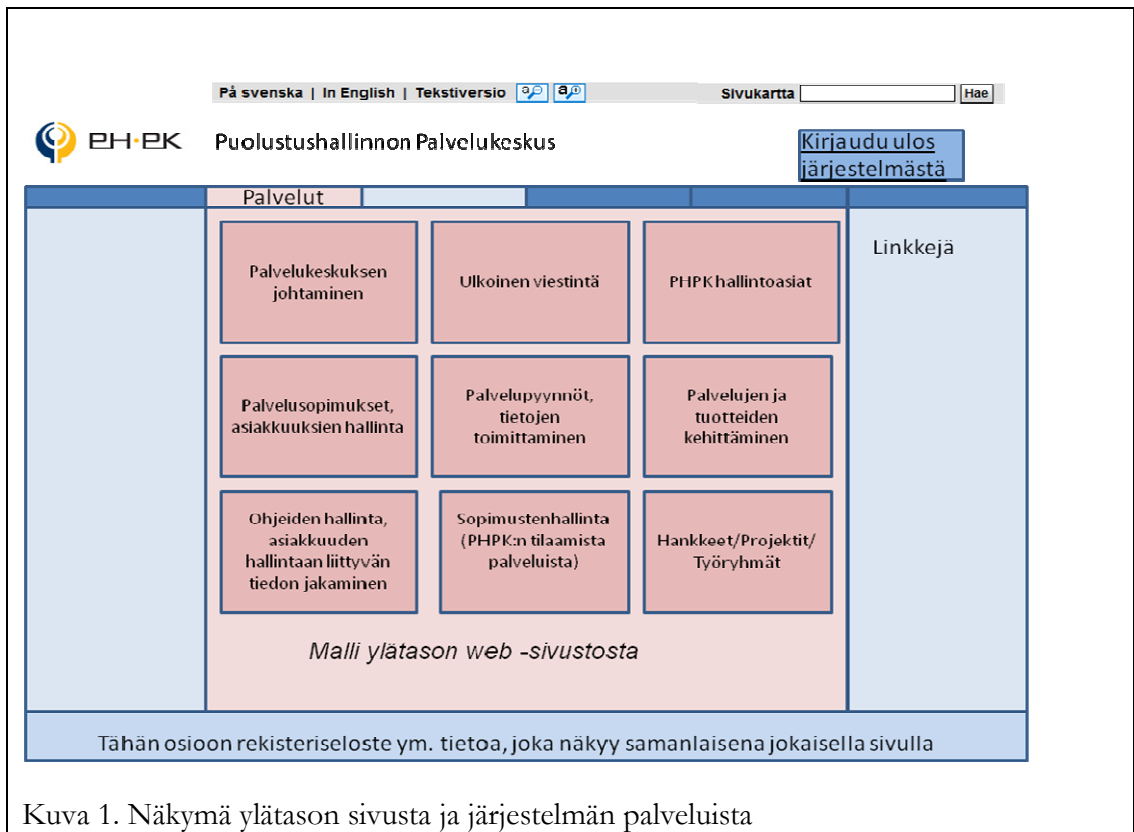 På svenska | In English | Tekstiversio
Sivukartta
Hae
PH·PK
Puolustushallinnon Palvelukeskus
Kirjaudu ulos
järjestelmästä
Palvelut
Palvelukeskuksen
johtaminen
Ulkoinen viestintä
PHPK hallintoasiat
Linkkejä
Palvelusopimukset,
asiakkuuksien hallinta
Palvelupyynnöt,
tietojen
toimittaminen
Palvelujen ja
tuotteiden
kehittäminen
Ohjeiden hallinta,
asiakkuuden
hallintaan liittyvän
tiedon jakaminen
Sopimustenhallinta
(PHPK:n tilaamista
palveluista)
Hankkeet/Projektit/
Työryhmät
Malli ylätason web -sivustosta
Tähän osioon rekisteriseloste ym. tietoa, joka näkyy samanlaisena jokaisella sivulla
Kuva 1. Näkymä ylätason sivusta ja järjestelmän palveluista